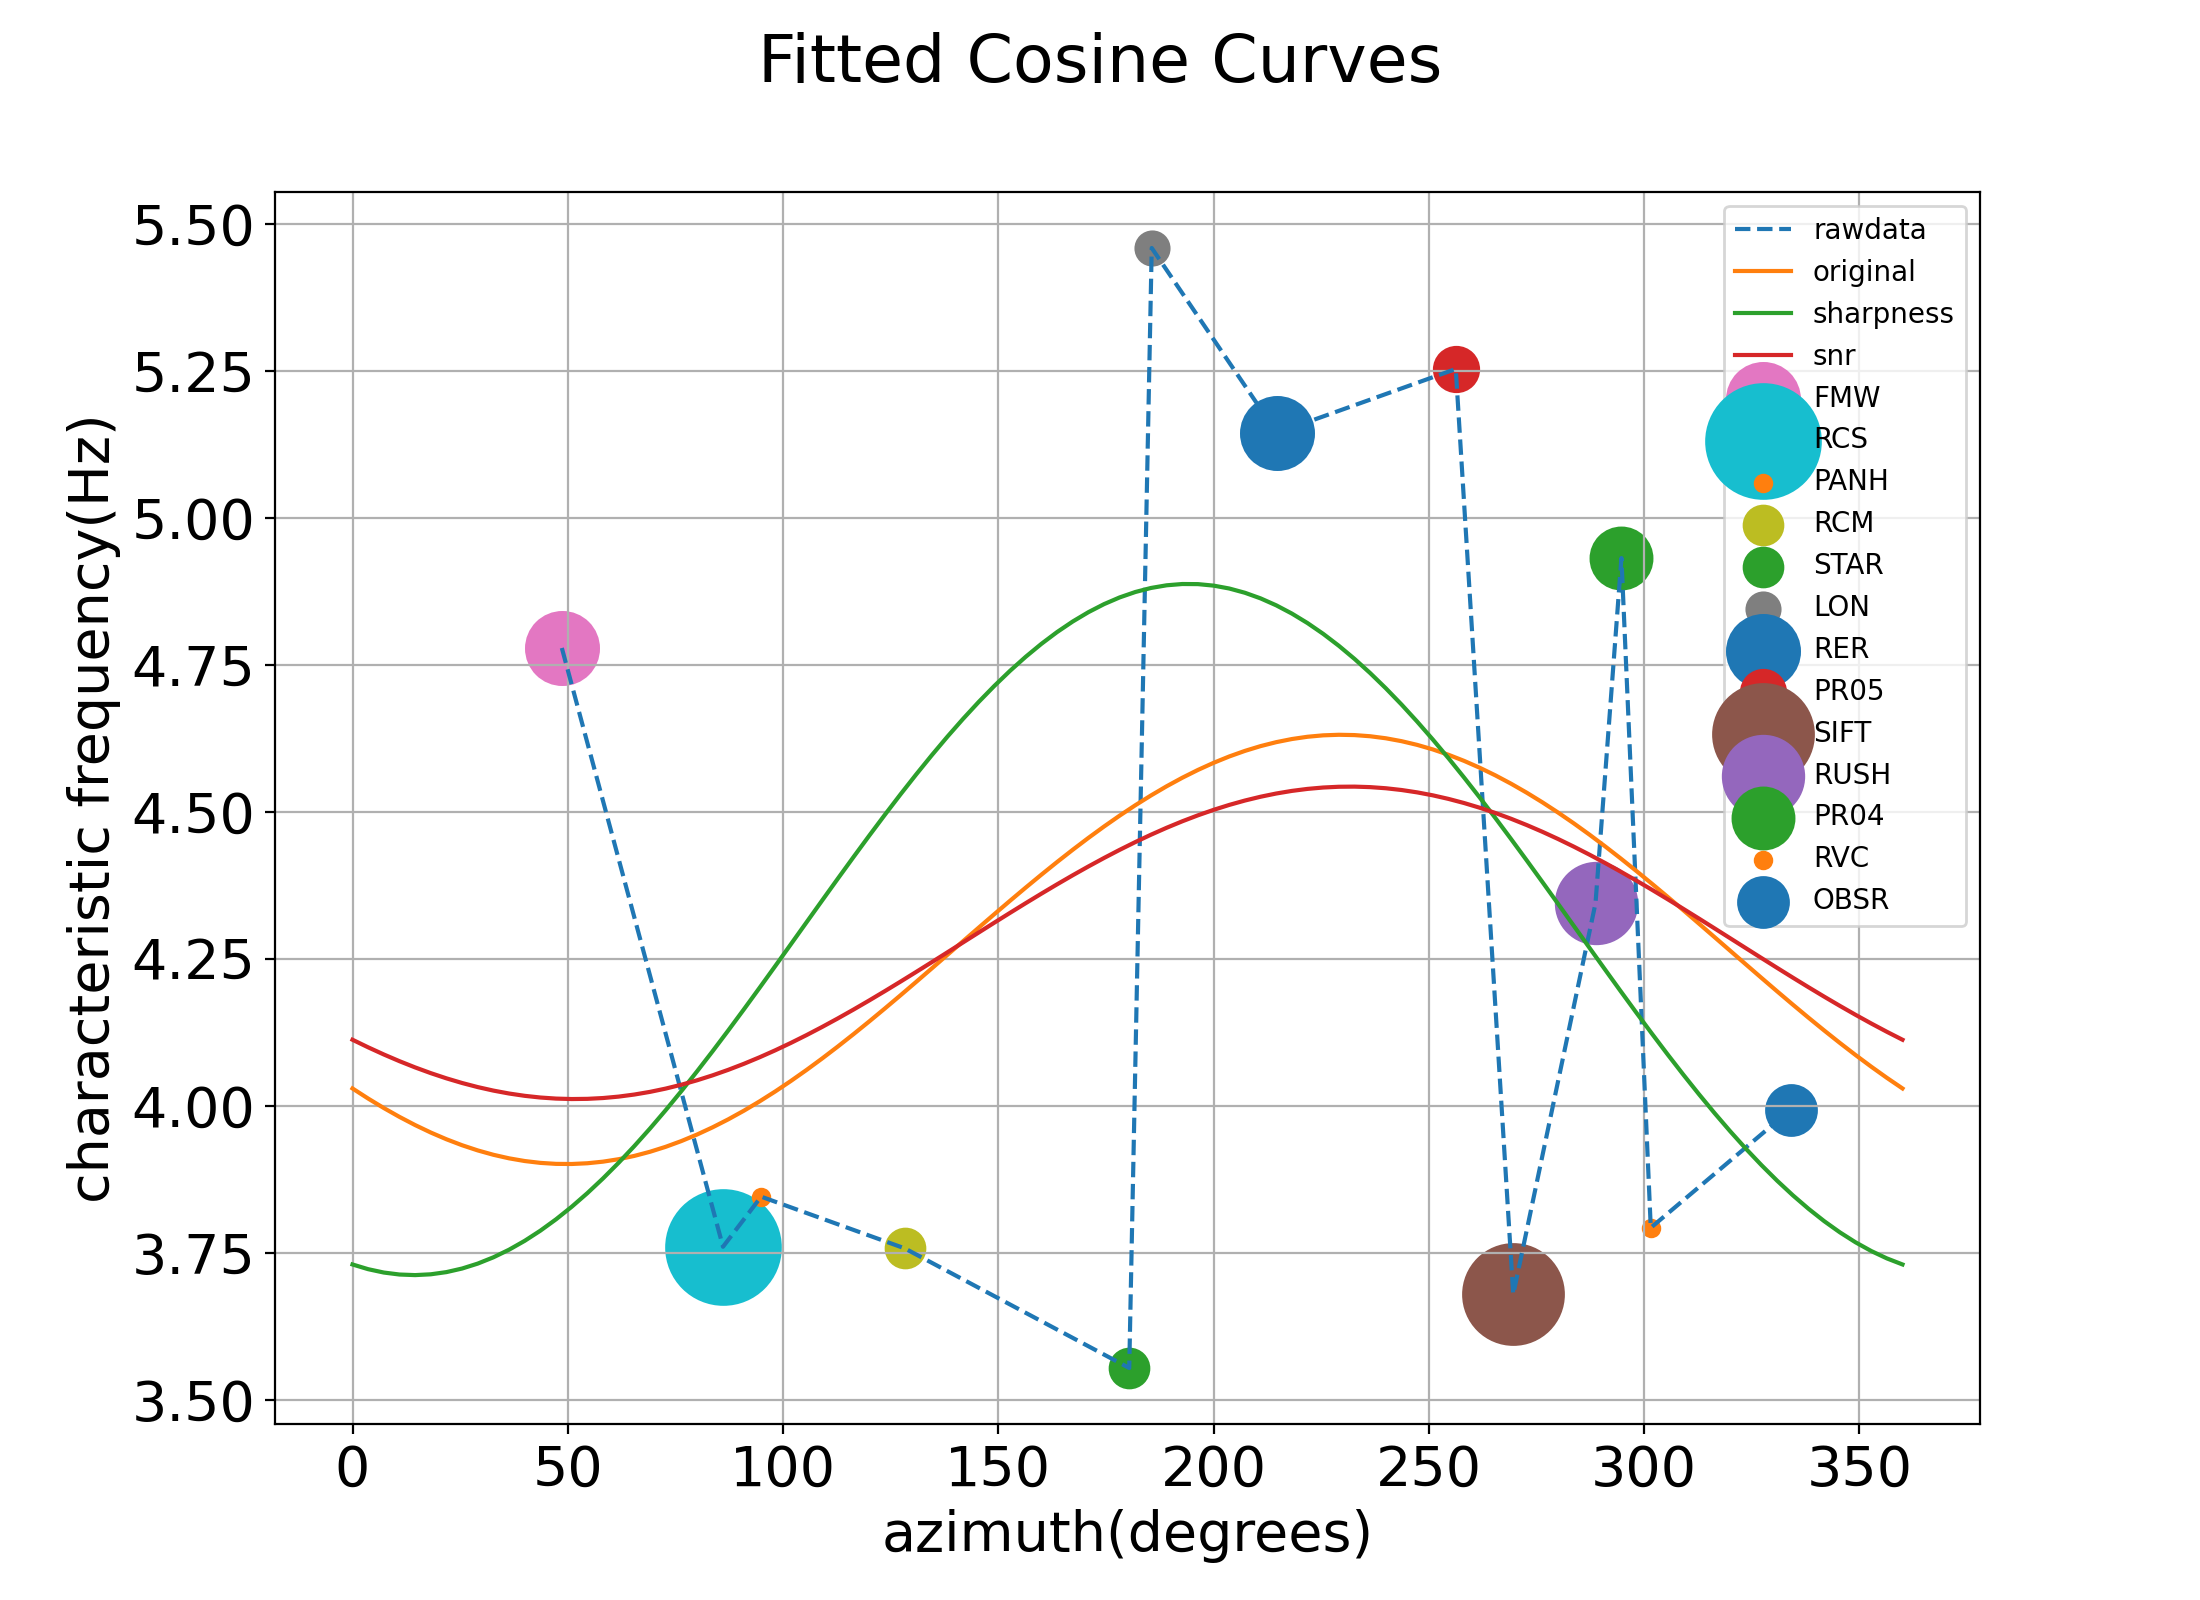 Fitted Cosine Curves
characteristic frequency(Hz)
5.50
5.25
5.00
4.75
4.50
4.25
4.00
3.75
3.50
rawdata
original
sharpness
snr
FMW
RCS
PANH
RCM
STAR
LON
RER
PR05
SIFT
RUSH
PR04
RVC
OBSR
0 50 100 150 200 250 300 350
azimuth(degrees)